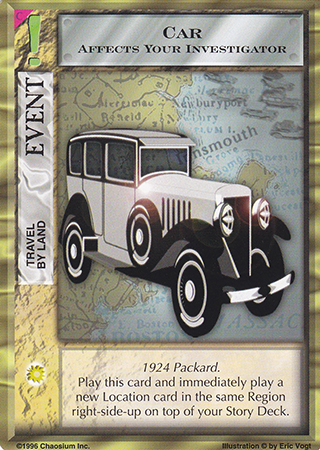 C
CAR
AFFECTS YOUR INVESTIGATOR
EVENT!
TRAVEL
BY LAND
Newburyport
1924 Packard.
Play this card and immediately play a
new Location card in the same Region
right-side-up on top of your Story Deck.
©1996 Chaosium Inc.
Illustration © by Eric Vogt